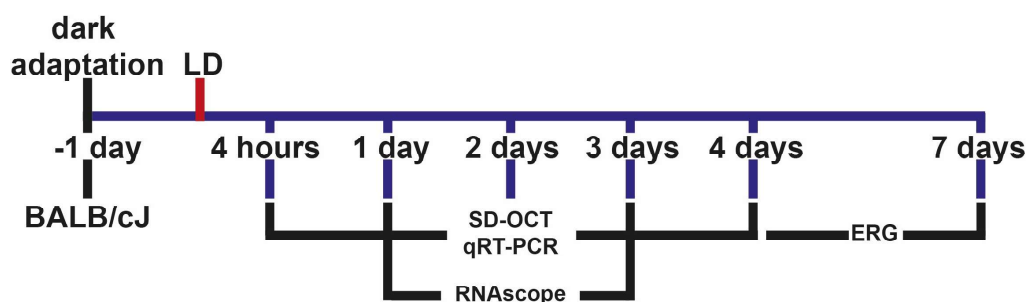 dark
adaptation LD
-1 day 4 hours 1 day 2 days 3 days 4 days 7 days
BALB/cJ
SD-OCT
qRT-PCR
ERG
RNAscope